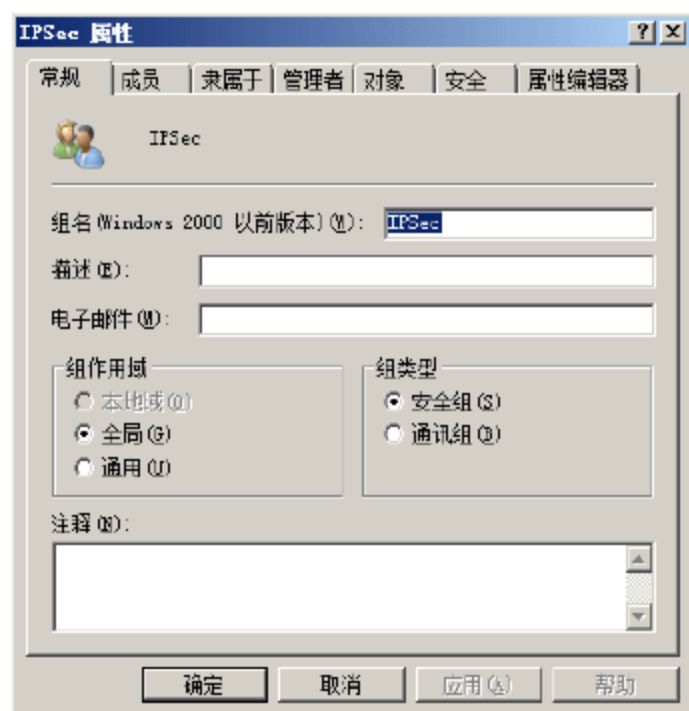 IPSec 属性
常规 成员 隶属于 管理者 对象 安全 属性编辑器
IPSec
组名(Windows 2000 以前版本)(W): IPSec
描述(E):
电子邮件(M):
组作用域 组类型
本地域(O) 安全组(S)
全局(G) 通讯组(D)
通用(U)
注释(N):
确定 取消 应用(A) 帮助